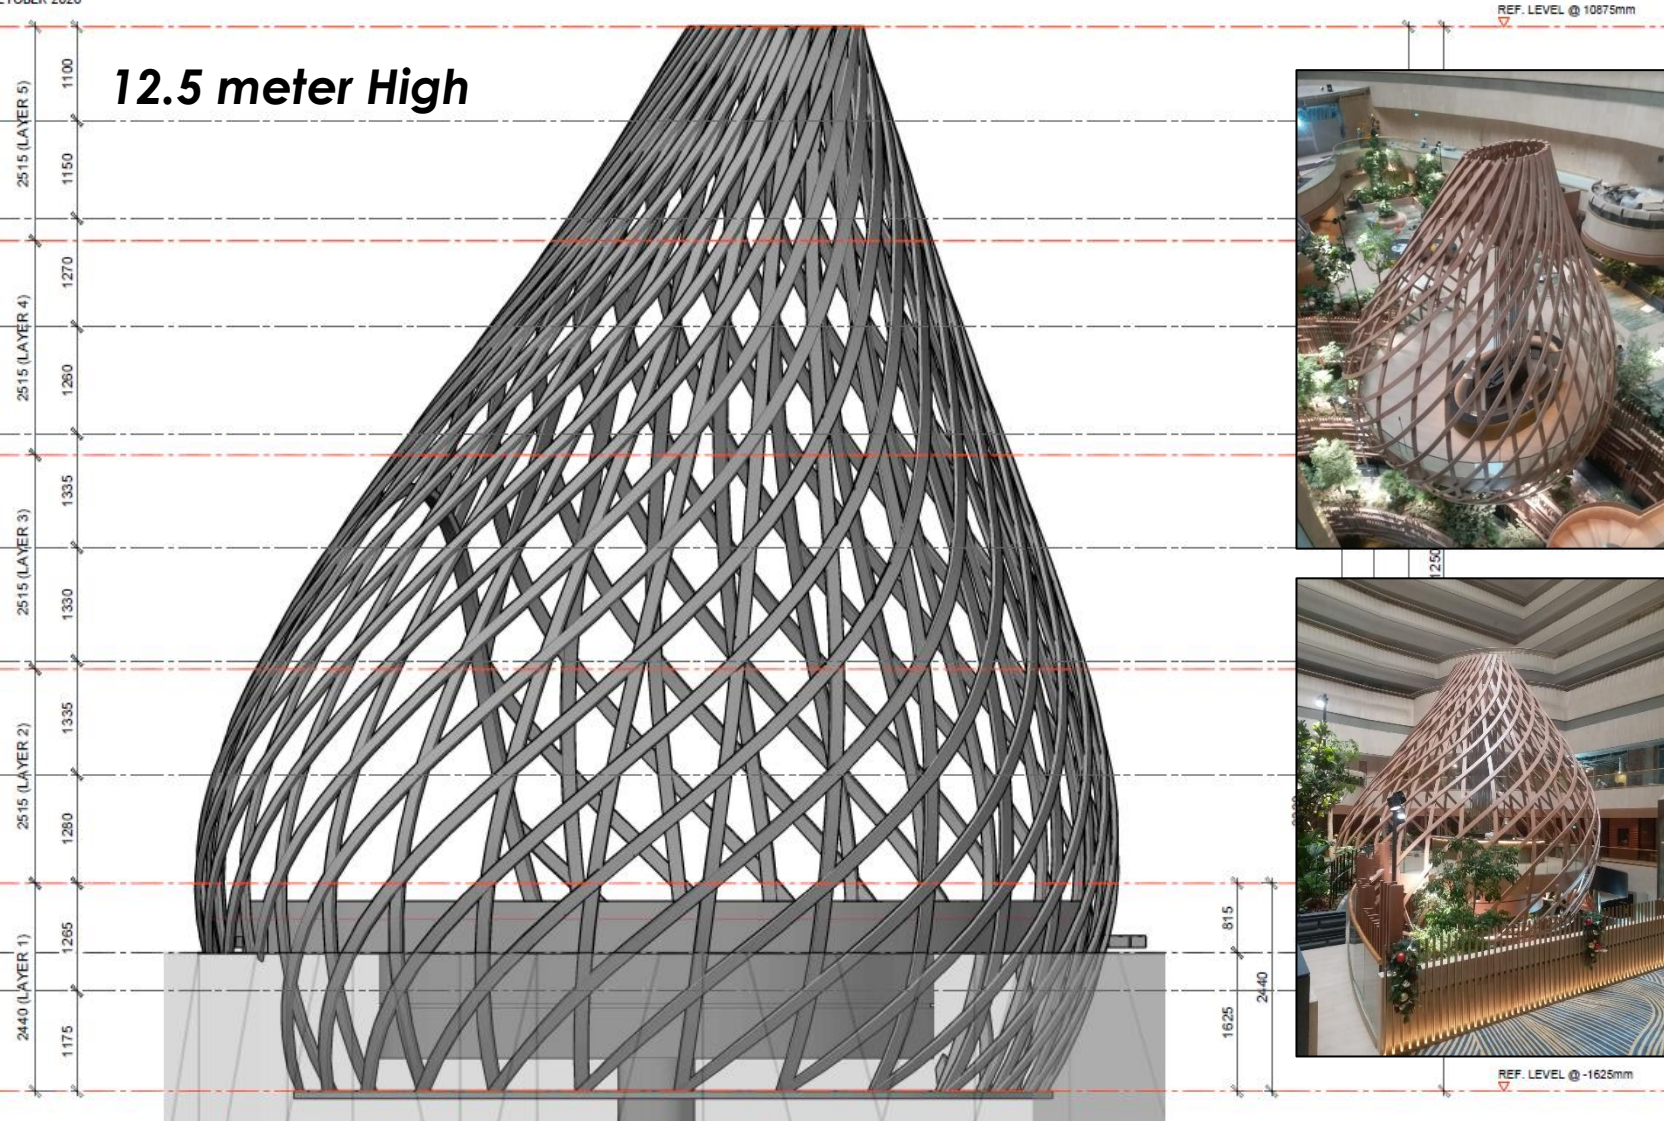 REF. LEVEL @ 10875mm
12.5 meter High
2515 (LAYER 5)
2515 (LAYER 4)
2515 (LAYER 3)
2515 (LAYER 2)
2440 (LAYER 1)
1100
1150
1270
1260
1335
1330
1335
1280
1265
1175
815
1625
2440
REF. LEVEL @ -1625mm